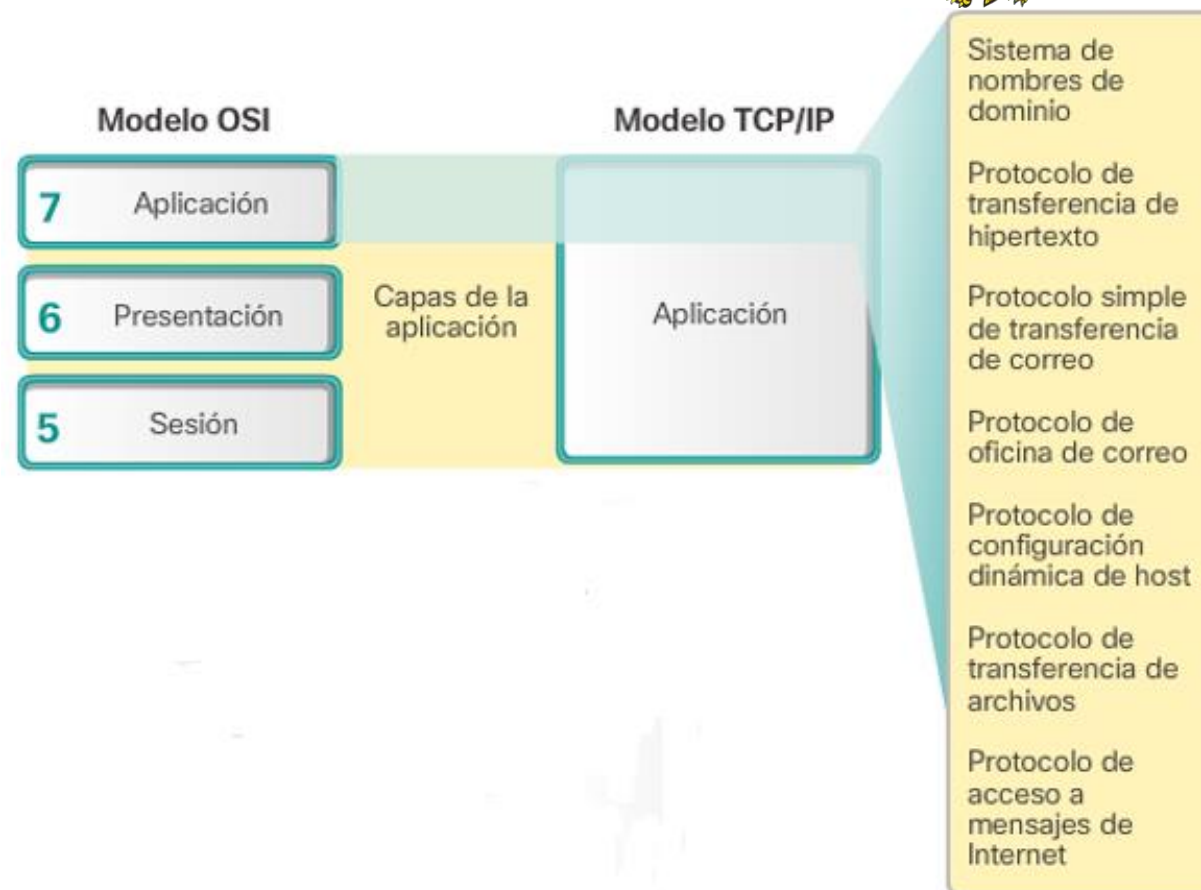 Modelo OSI
Modelo TCP/IP
7 Aplicación
6 Presentación
5 Sesión
Capas de la
aplicación
Aplicación
Sistema de
nombres de
dominio
Protocolo de
transferencia de
hipertexto
Protocolo simple
de transferencia
de correo
Protocolo de
oficina de correo
Protocolo de
configuración
dinámica de host
Protocolo de
transferencia de
archivos
Protocolo de
acceso a
mensajes de
Internet